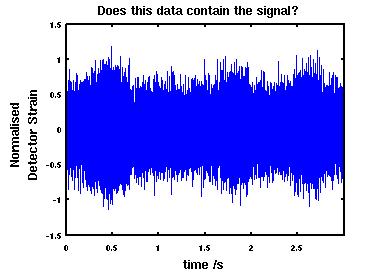 Does this data contain the signal?
1.5
1
0.5
0
-0.5
-1
-1.5
Normalised
Detector Strain
0 0.5 1 1.5 2 2.5
time /s